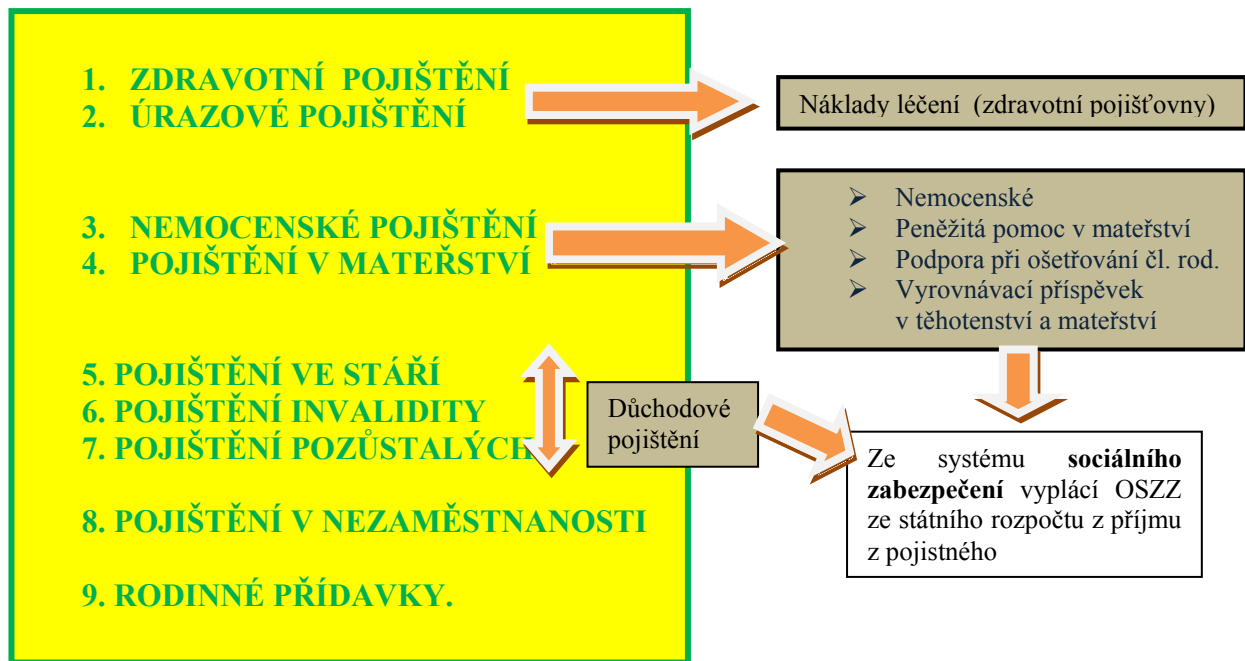 1. ZDRAVOTNÍ POJIŠTĚNÍ
2. ÚRAZOVÉ POJIŠTĚNÍ
Náklady léčení (zdravotní pojišťovny)
3. NEMOCENSKÉ POJIŠTĚNÍ
4. POJIŠTĚNÍ V MATEŘSTVÍ
➢ Nemocenské
➢ Peněžitá pomoc v mateřství
➢ Podpora při ošetřování čl. rod.
➢ Vyrovnávací příspěvek
v těhotenství a mateřství
5. POJIŠTĚNÍ VE STÁŘÍ
6. POJIŠTĚNÍ INVALIDITY
7. POJIŠTĚNÍ POZŮSTALÝCH
Důchodové
pojištění
Ze systému sociálního
zabezpečení vyplácí OSZZ
ze státního rozpočtu z příjmu
z pojistného
8. POJIŠTĚNÍ V NEZAMĚSTNANOSTI
9. RODINNÉ PŘÍDAVKY.